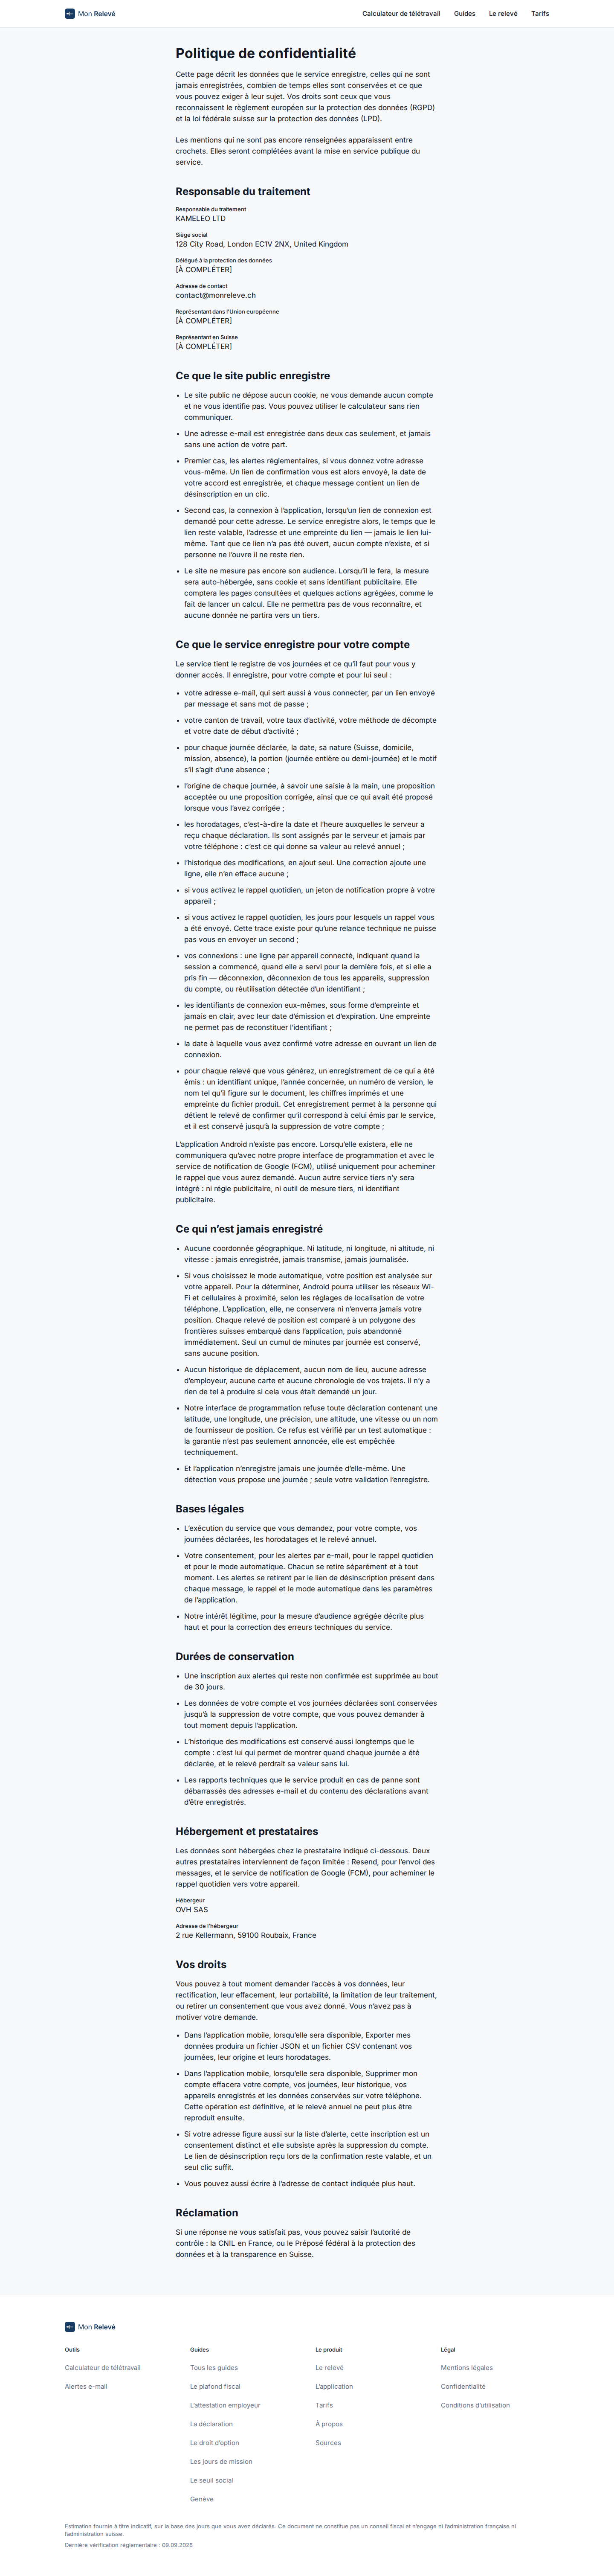 Mon Relevé
Calculateur de télétravail
Guides
Le relevé
Tarifs
Politique de confidentialité
Cette page décrit les données que le service enregistre, celles qui ne sont
jamais enregistrées, combien de temps elles sont conservées et ce que
vous pouvez exiger à leur sujet. Vos droits sont ceux que vous
reconnaissent le règlement européen sur la protection des données (RGPD)
et la loi fédérale suisse sur la protection des données (LPD).
Les mentions qui ne sont pas encore renseignées apparaissent entre
crochets. Elles seront complétées avant la mise en service publique du
service.
Responsable du traitement
Responsable du traitement
KAMELEO LTD
Siège social
128 City Road, London EC1V 2NX, United Kingdom
Délégué à la protection des données
[À COMPLÉTER]
Adresse de contact
contact@monreleve.ch
Représentant dans l’Union européenne
[À COMPLÉTER]
Représentant en Suisse
[À COMPLÉTER]
Ce que le site public enregistre
• Le site public ne dépose aucun cookie, ne vous demande aucun compte
et ne vous identifie pas. Vous pouvez utiliser le calculateur sans rien
communiquer.
• Une adresse e-mail est enregistrée dans deux cas seulement, et jamais
sans une action de votre part.
• Premier cas, les alertes réglementaires, si vous donnez votre adresse
vous-même. Un lien de confirmation vous est alors envoyé, la date de
votre accord est enregistrée, et chaque message contient un lien de
désinscription en un clic.
• Second cas, la connexion à l’application, lorsqu’un lien de connexion est
demandé pour cette adresse. Le service enregistre alors, le temps que le
lien reste valable, l’adresse et une empreinte du lien — jamais le lien lui-
même. Tant que ce lien n’a pas été ouvert, aucun compte n’existe, et si
personne ne l’ouvre il ne reste rien.
• Le site ne mesure pas encore son audience. Lorsqu’il le fera, la mesure
sera auto-hébergée, sans cookie et sans identifiant publicitaire. Elle
comptera les pages consultées et quelques actions agrégées, comme le
fait de lancer un calcul. Elle ne permettra pas de vous reconnaître, et
aucune donnée ne partira vers un tiers.
Ce que le service enregistre pour votre compte
Le service tient le registre de vos journées et ce qu’il faut pour vous y
donner accès. Il enregistre, pour votre compte et pour lui seul :
• votre adresse e-mail, qui sert aussi à vous connecter, par un lien envoyé
par message et sans mot de passe ;
• votre canton de travail, votre taux d’activité, votre méthode de décompte
et votre date de début d’activité ;
• pour chaque journée déclarée, la date, sa nature (Suisse, domicile,
mission, absence), la portion (journée entière ou demi-journée) et le motif
s’il s’agit d’une absence ;
• l’origine de chaque journée, à savoir une saisie à la main, une proposition
acceptée ou une proposition corrigée, ainsi que ce qui avait été proposé
lorsque vous l’avez corrigée ;
• les horodatages, c’est-à-dire la date et l’heure auxquelles le serveur a
reçu chaque déclaration. Ils sont assignés par le serveur et jamais par
votre téléphone : c’est ce qui donne sa valeur au relevé annuel ;
• l’historique des modifications, en ajout seul. Une correction ajoute une
ligne, elle n’en efface aucune ;
• si vous activez le rappel quotidien, un jeton de notification propre à votre
appareil ;
• si vous activez le rappel quotidien, les jours pour lesquels un rappel vous
a été envoyé. Cette trace existe pour qu’une relance technique ne puisse
pas vous en envoyer un second ;
• vos connexions : une ligne par appareil connecté, indiquant quand la
session a commencé, quand elle a servi pour la dernière fois, et si elle a
pris fin — déconnexion, déconnexion de tous les appareils, suppression
du compte, ou réutilisation détectée d’un identifiant ;
• les identifiants de connexion eux-mêmes, sous forme d’empreinte et
jamais en clair, avec leur date d’émission et d’expiration. Une empreinte
ne permet pas de reconstituer l’identifiant ;
• la date à laquelle vous avez confirmé votre adresse en ouvrant un lien de
connexion.
• pour chaque relevé que vous générez, un enregistrement de ce qui a été
émis : un identifiant unique, l’année concernée, un numéro de version, le
nom tel qu’il figure sur le document, les chiffres imprimés et une
empreinte du fichier produit. Cet enregistrement permet à la personne qui
détient le relevé de confirmer qu’il correspond à celui émis par le service,
et il est conservé jusqu’à la suppression de votre compte ;
L’application Android n’existe pas encore. Lorsqu’elle existera, elle ne
communiquera qu’avec notre propre interface de programmation et avec le
service de notification de Google (FCM), utilisé uniquement pour acheminer
le rappel que vous aurez demandé. Aucun autre service tiers n’y sera
intégré : ni régie publicitaire, ni outil de mesure tiers, ni identifiant
publicitaire.
Ce qui n’est jamais enregistré
• Aucune coordonnée géographique. Ni latitude, ni longitude, ni altitude, ni
vitesse : jamais enregistrée, jamais transmise, jamais journalisée.
• Si vous choisissez le mode automatique, votre position est analysée sur
votre appareil. Pour la déterminer, Android pourra utiliser les réseaux Wi-
Fi et cellulaires à proximité, selon les réglages de localisation de votre
téléphone. L’application, elle, ne conservera ni n’enverra jamais votre
position. Chaque relevé de position est comparé à un polygone des
frontières suisses embarqué dans l’application, puis abandonné
immédiatement. Seul un cumul de minutes par journée est conservé,
sans aucune position.
• Aucun historique de déplacement, aucun nom de lieu, aucune adresse
d’employeur, aucune carte et aucune chronologie de vos trajets. Il n’y a
rien de tel à produire si cela vous était demandé un jour.
• Notre interface de programmation refuse toute déclaration contenant une
latitude, une longitude, une précision, une altitude, une vitesse ou un nom
de fournisseur de position. Ce refus est vérifié par un test automatique :
la garantie n’est pas seulement annoncée, elle est empêchée
techniquement.
• Et l’application n’enregistre jamais une journée d’elle-même. Une
détection vous propose une journée ; seule votre validation l’enregistre.
Bases légales
• L’exécution du service que vous demandez, pour votre compte, vos
journées déclarées, les horodatages et le relevé annuel.
• Votre consentement, pour les alertes par e-mail, pour le rappel quotidien
et pour le mode automatique. Chacun se retire séparément et à tout
moment. Les alertes se retirent par le lien de désinscription présent dans
chaque message, le rappel et le mode automatique dans les paramètres
de l’application.
• Notre intérêt légitime, pour la mesure d’audience agrégée décrite plus
haut et pour la correction des erreurs techniques du service.
Durées de conservation
• Une inscription aux alertes qui reste non confirmée est supprimée au bout
de 30 jours.
• Les données de votre compte et vos journées déclarées sont conservées
jusqu’à la suppression de votre compte, que vous pouvez demander à
tout moment depuis l’application.
• L’historique des modifications est conservé aussi longtemps que le
compte : c’est lui qui permet de montrer quand chaque journée a été
déclarée, et le relevé perdrait sa valeur sans lui.
• Les rapports techniques que le service produit en cas de panne sont
débarrassés des adresses e-mail et du contenu des déclarations avant
d’être enregistrés.
Hébergement et prestataires
Les données sont hébergées chez le prestataire indiqué ci-dessous. Deux
autres prestataires interviennent de façon limitée : Resend, pour l’envoi des
messages, et le service de notification de Google (FCM), pour acheminer le
rappel quotidien vers votre appareil.
Hébergeur
OVH SAS
Adresse de l’hébergeur
2 rue Kellermann, 59100 Roubaix, France
Vos droits
Vous pouvez à tout moment demander l’accès à vos données, leur
rectification, leur effacement, leur portabilité, la limitation de leur traitement,
ou retirer un consentement que vous avez donné. Vous n’avez pas à
motiver votre demande.
• Dans l’application mobile, lorsqu’elle sera disponible, Exporter mes
données produira un fichier JSON et un fichier CSV contenant vos
journées, leur origine et leurs horodatages.
• Dans l’application mobile, lorsqu’elle sera disponible, Supprimer mon
compte effacera votre compte, vos journées, leur historique, vos
appareils enregistrés et les données conservées sur votre téléphone.
Cette opération est définitive, et le relevé annuel ne peut plus être
reproduit ensuite.
• Si votre adresse figure aussi sur la liste d’alerte, cette inscription est un
consentement distinct et elle subsiste après la suppression du compte.
Le lien de désinscription reçu lors de la confirmation reste valable, et un
seul clic suffit.
• Vous pouvez aussi écrire à l’adresse de contact indiquée plus haut.
Réclamation
Si une réponse ne vous satisfait pas, vous pouvez saisir l’autorité de
contrôle : la CNIL en France, ou le Préposé fédéral à la protection des
données et à la transparence en Suisse.
Mon Relevé
Outils
Calculateur de télétravail
Alertes e-mail
Guides
Tous les guides
Le plafond fiscal
L’attestation employeur
La déclaration
Le droit d’option
Les jours de mission
Le seuil social
Genève
Le produit
Le relevé
L’application
Tarifs
À propos
Sources
Légal
Mentions légales
Confidentialité
Conditions d’utilisation
Estimation fournie à titre indicatif, sur la base des jours que vous avez déclarés. Ce document ne constitue pas un conseil fiscal et n’engage ni l’administration française ni
l’administration suisse.
Dernière vérification réglementaire : 09.09.2026